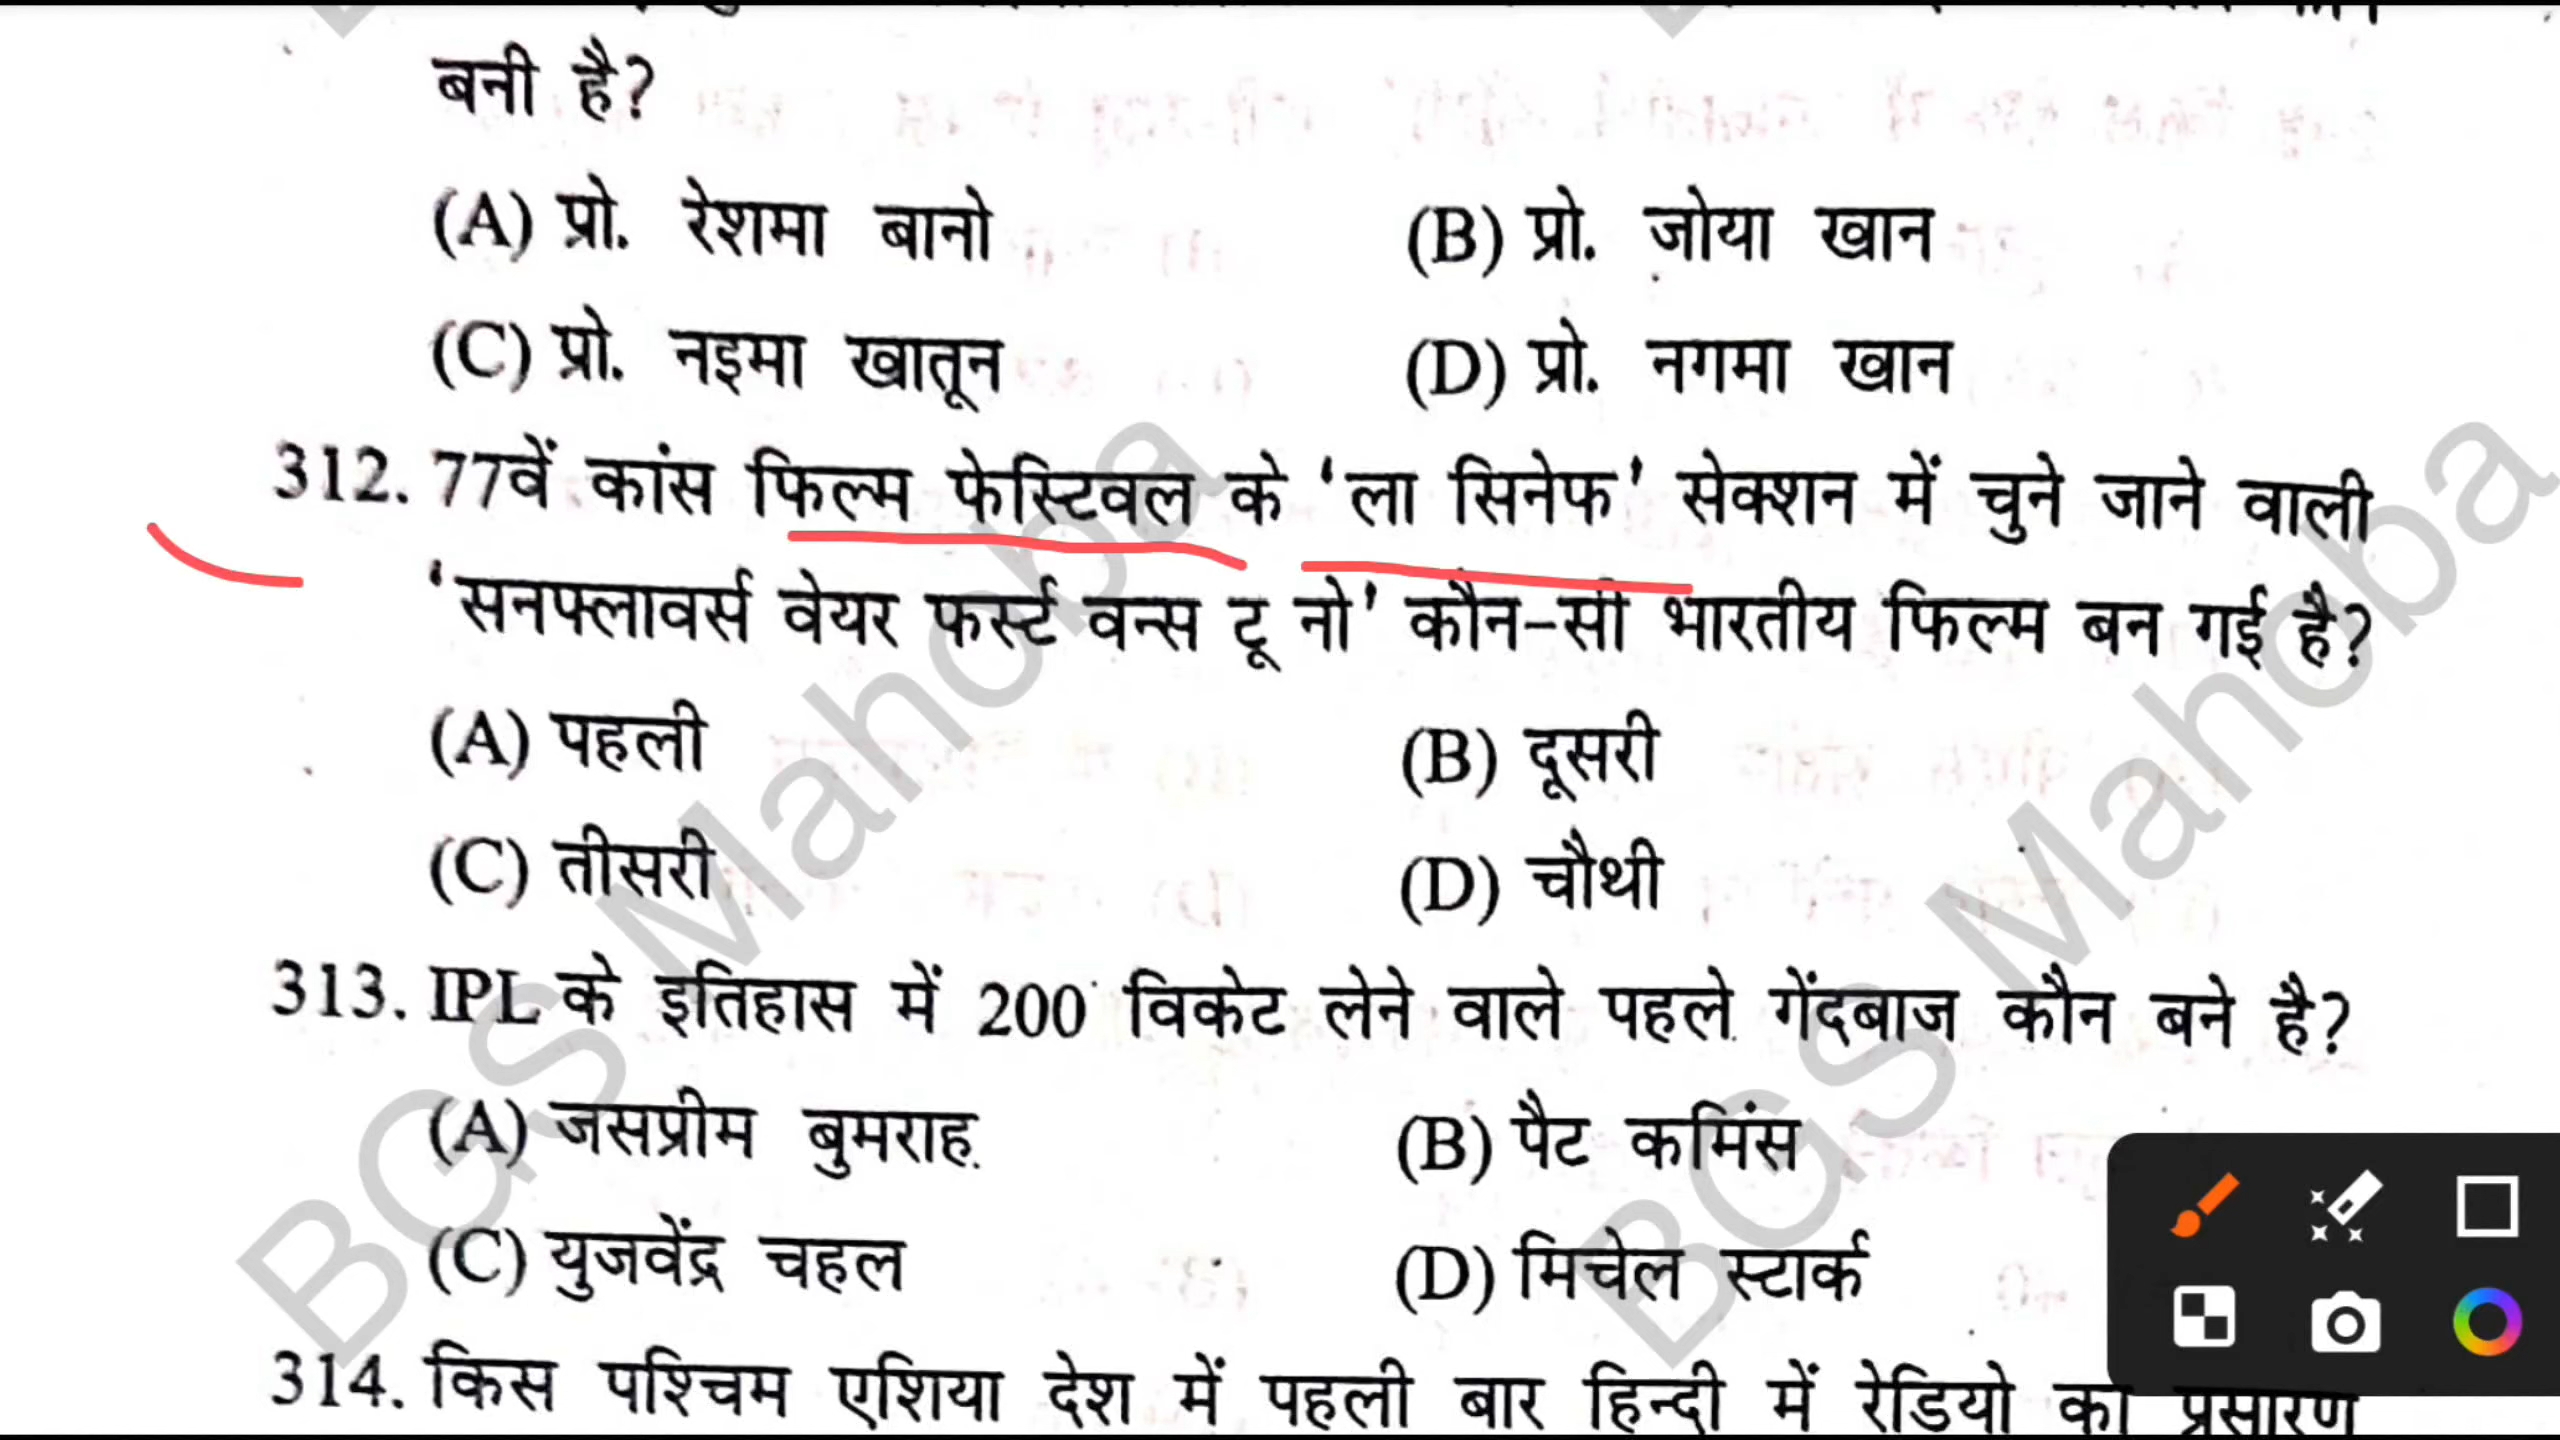 बनी है?
(A) प्रो. रेशमा बानो (B) प्रो. जोया खान
(C) प्रो. नइमा खातून (D) प्रो. नगमा खान
312. 77वें कांस फिल्म फेस्टिवल के ‘ला सिनेफ’ सेक्शन में चुने जाने वाली
‘सनफ्लावर्स वेयर फर्स्ट वन्स टू नो’ कौन-सी भारतीय फिल्म बन गई है?
(A) पहली (B) दूसरी
(C) तीसरी (D) चौथी
313. IPL के इतिहास में 200 विकेट लेने वाले पहले गेंदबाज कौन बने है?
(A) जसप्रीम बुमराह (B) पैट कमिंस
(C) युजवेंद्र चहल (D) मिचेल स्टार्क
314. किस पश्चिम एशिया देश में पहली बार हिन्दी में रेडियो का प्रसारण
BGS Mahoba
BGS Mahoba